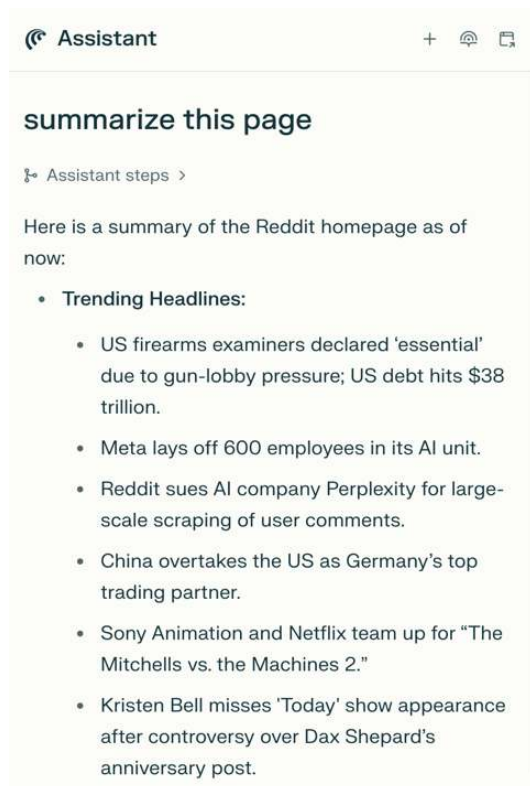 Assistant
summarize this page
Assistant steps
Here is a summary of the Reddit homepage as of
now:
• Trending Headlines:
• US firearms examiners declared ‘essential’
due to gun-lobby pressure; US debt hits $38
trillion.
• Meta lays off 600 employees in its AI unit.
• Reddit sues AI company Perplexity for large-
scale scraping of user comments.
• China overtakes the US as Germany’s top
trading partner.
• Sony Animation and Netflix team up for “The
Mitchells vs. the Machines 2.”
• Kristen Bell misses 'Today' show appearance
after controversy over Dax Shepard’s
anniversary post.